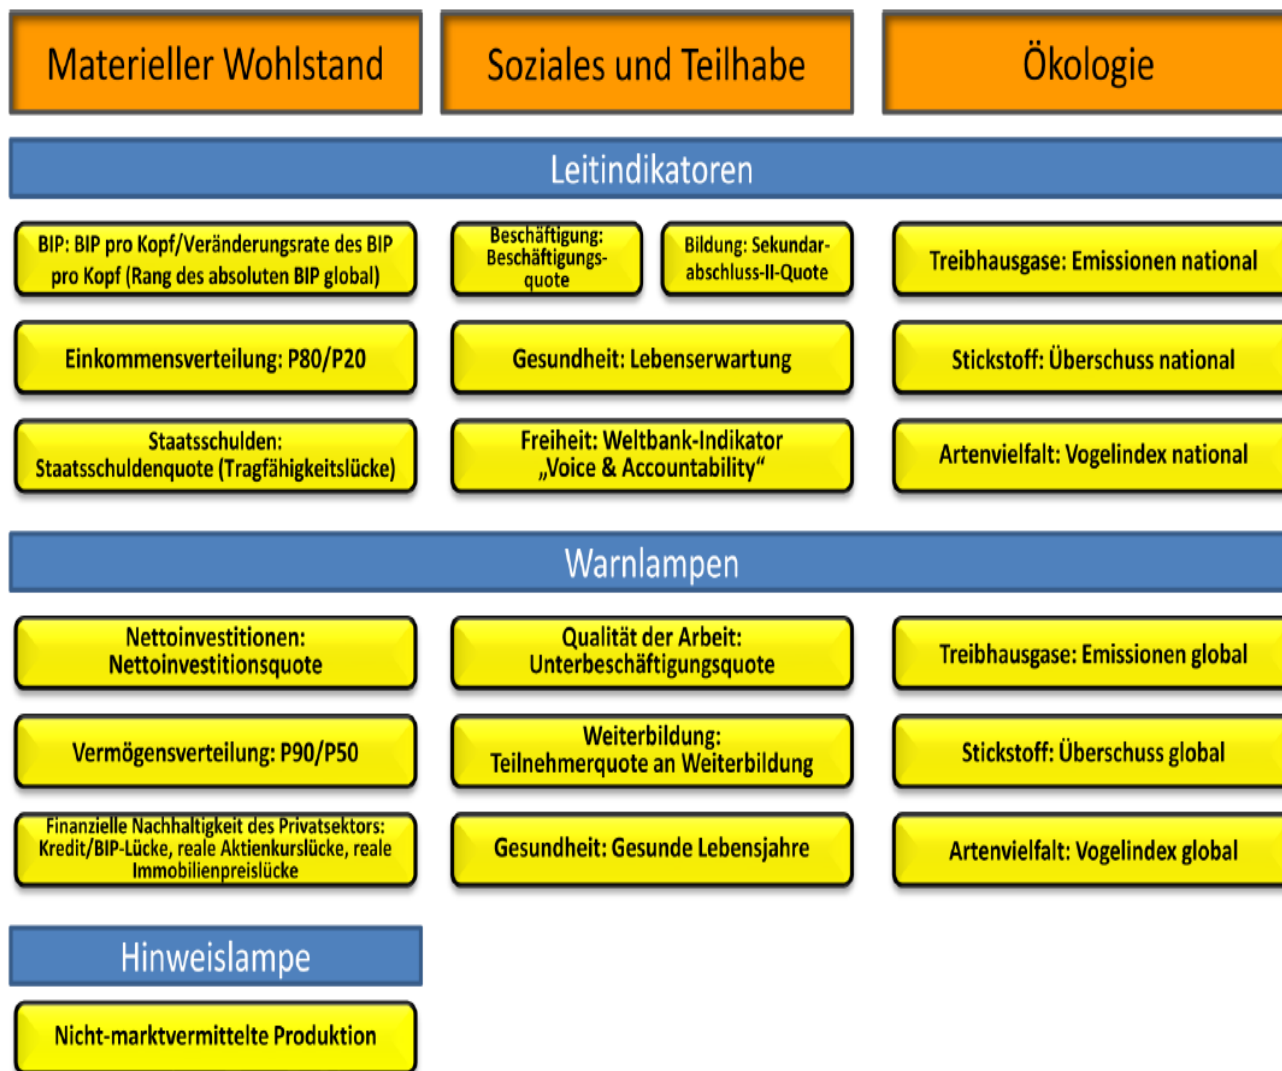 Materieller Wohlstand
Soziales und Teilhabe
Ökologie
Leitindikatoren
BIP: BIP pro Kopf/Veränderungsrate des BIP
pro Kopf (Rang des absoluten BIP global)
Beschäftigung:
Beschäftigungs-
quote
Bildung: Sekundar-
abschluss-II-Quote
Treibhausgase: Emissionen national
Einkommensverteilung: P80/P20
Gesundheit: Lebenserwartung
Stickstoff: Überschuss national
Staatsschulden:
Staatsschuldenquote (Tragfähigkeitslücke)
Freiheit: Weltbank-Indikator
„Voice & Accountability“
Artenvielfalt: Vogelindex national
Warnlampen
Nettoinvestitionen:
Nettoinvestitionsquote
Qualität der Arbeit:
Unterbeschäftigungsquote
Treibhausgase: Emissionen global
Vermögensverteilung: P90/P50
Weiterbildung:
Teilnehmerquote an Weiterbildung
Stickstoff: Überschuss global
Finanzielle Nachhaltigkeit des Privatsektors:
Kredit/BIP-Lücke, reale Aktienkurslücke, reale
Immobilienpreislücke
Gesundheit: Gesunde Lebensjahre
Artenvielfalt: Vogelindex global
Hinweislampe
Nicht-marktvermittelte Produktion